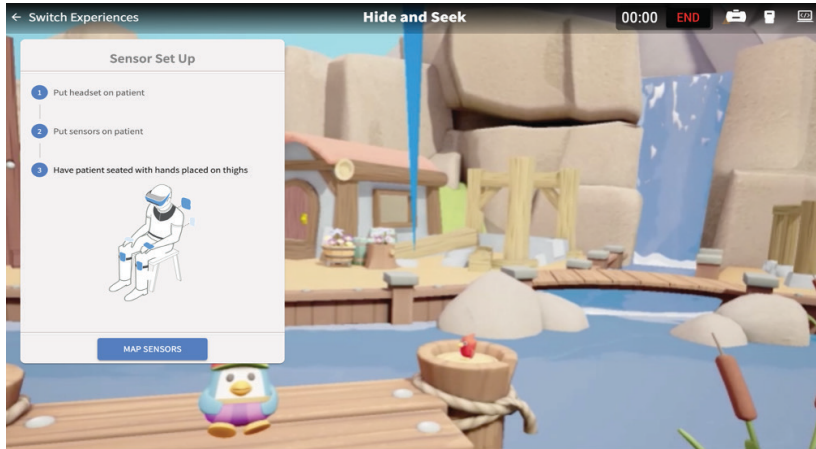 ← Switch Experiences
Hide and Seek
00:00 END
Sensor Set Up
1 Put headset on patient
2 Put sensors on patient
3 Have patient seated with hands placed on thighs
MAP SENSORS